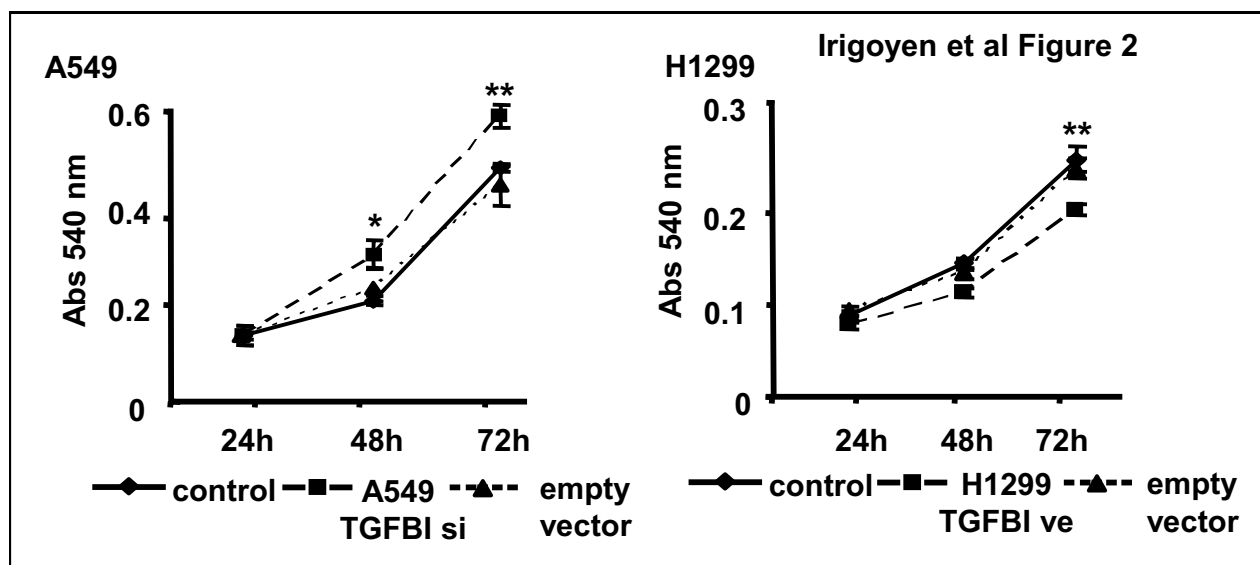 Irigoyen et al Figure 2
A549
**
*
0.6
0.4
0.2
0
Abs 540 nm
24h 48h 72h
control A549 empty
TGFBI si vector
H1299
**
0.3
0.2
0.1
0
Abs 540 nm
24h 48h 72h
control H1299 empty
TGFBI ve vector